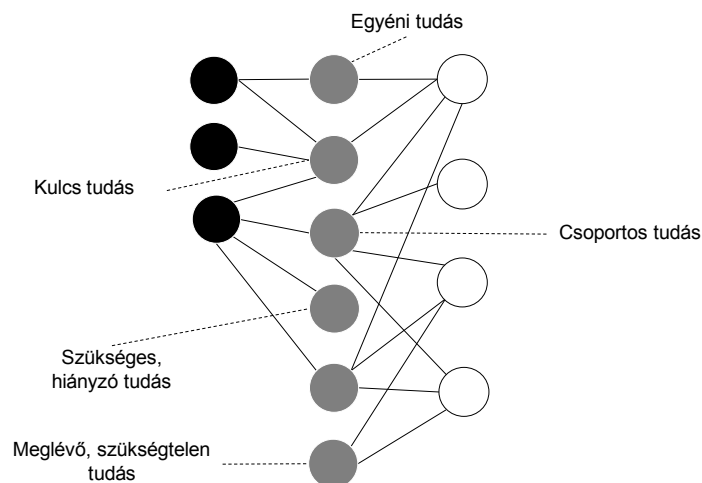 Egyéni tudás
Kulcs tudás
Csoportos tudás
Szükséges,
hiányzó tudás
Meglévő, szükségtelen
tudás